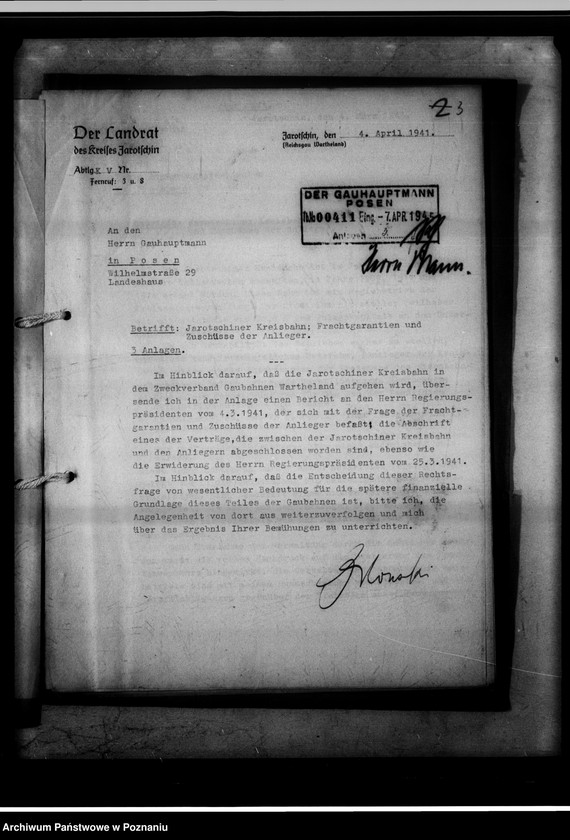 2 3
Der Landrat
des Kreises Jarotschin
Abtlg. K V Nr.
Fernruf: 3 u. 8
Jarotschin, den 4. April 1941.
(Reichsgau Wartheland)
DER GAUHAUPTMANN
POSEN
00411 Eing. - 7. APR. 194
Anlagen 3
Herrn
An den
Herrn Gauhauptmann
in Posen
Wilhelmstraße 29
Landeshaus
Betrifft: Jarotschiner Kreisbahn; Frachtgarantien und
Zuschüsse der Anlieger.
3 Anlagen.
---
Im Hinblick darauf, daß die Jarotschiner Kreisbahn in
dem Zweckverband Gaubahnen Wartheland aufgehen wird, über-
sende ich in der Anlage einen Bericht an den Herrn Regierungs-
präsidenten vom 4.3.1941, der sich mit der Frage der Fracht-
garantien und Zuschüsse der Anlieger befaßt, die Abschrift
eines der Verträge, die zwischen der Jarotschiner Kreisbahn
und den Anliegern abgeschlossen worden sind, ebenso wie
die Erwiderung des Herrn Regierungspräsidenten vom 25.3.1941.
Im Hinblick darauf, daß die Entscheidung dieser Rechts-
frage von wesentlicher Bedeutung für die spätere finanzielle
Grundlage dieses Teiles der Gaubahnen ist, bitte ich, die
Angelegenheit von dort aus weiterzuverfolgen und mich
über das Ergebnis Ihrer Bemühungen zu unterrichten.
Archiwum Państwowe w Poznaniu